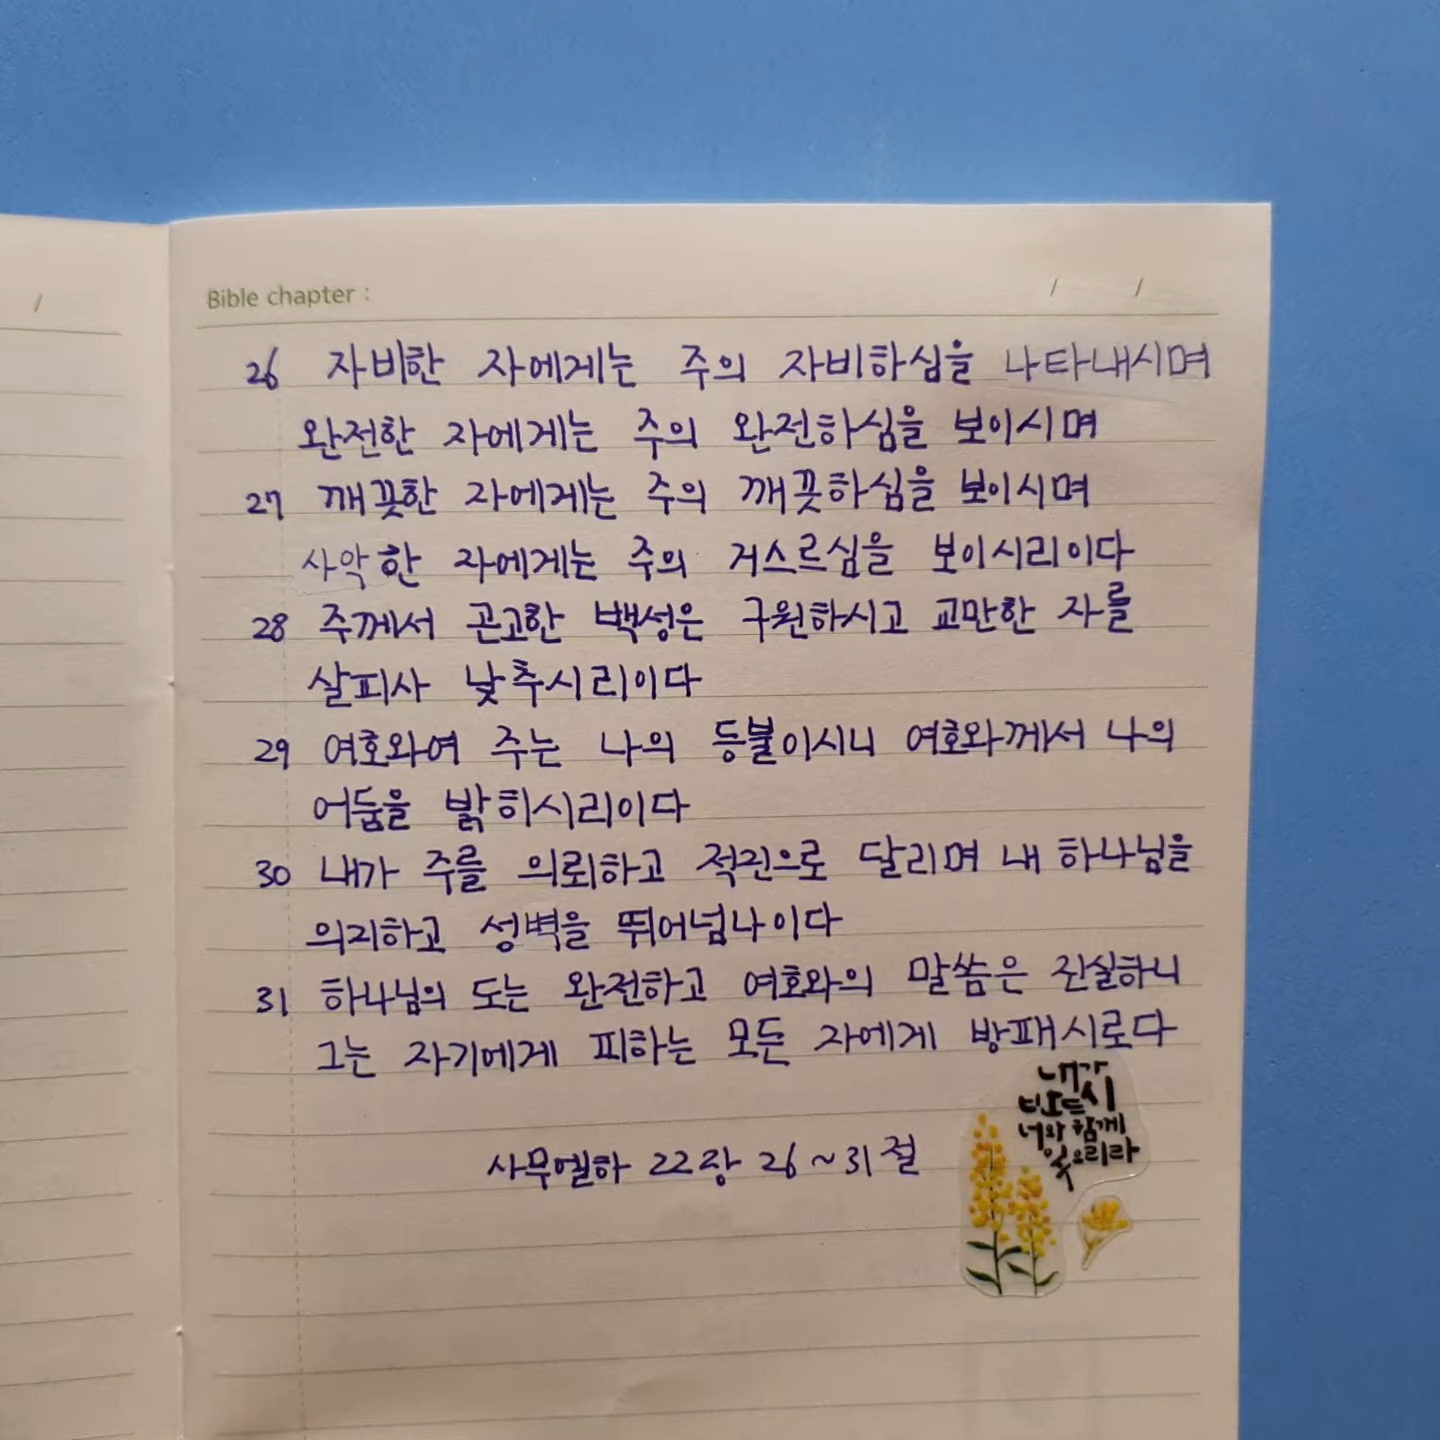 /
Bible chapter : / /
26 자비한 자에게는 주의 자비하심을 나타내시며
완전한 자에게는 주의 완전하심을 보이시며
27 깨끗한 자에게는 주의 깨끗하심을 보이시며
사악한 자에게는 주의 거스르심을 보이시리이다
28 주께서 곤고한 백성은 구원하시고 교만한 자를
살피사 낮추시리이다
29 여호와여 주는 나의 등불이시니 여호와께서 나의
어둠을 밝히시리이다
30 내가 주를 의뢰하고 적진으로 달리며 내 하나님을
의지하고 성벽을 뛰어넘나이다
31 하나님의 도는 완전하고 여호와의 말씀은 진실하니
그는 자기에게 피하는 모든 자에게 방패시로다
사무엘하 22장 26~31절
내가
반드시
너와 함께
있으리라